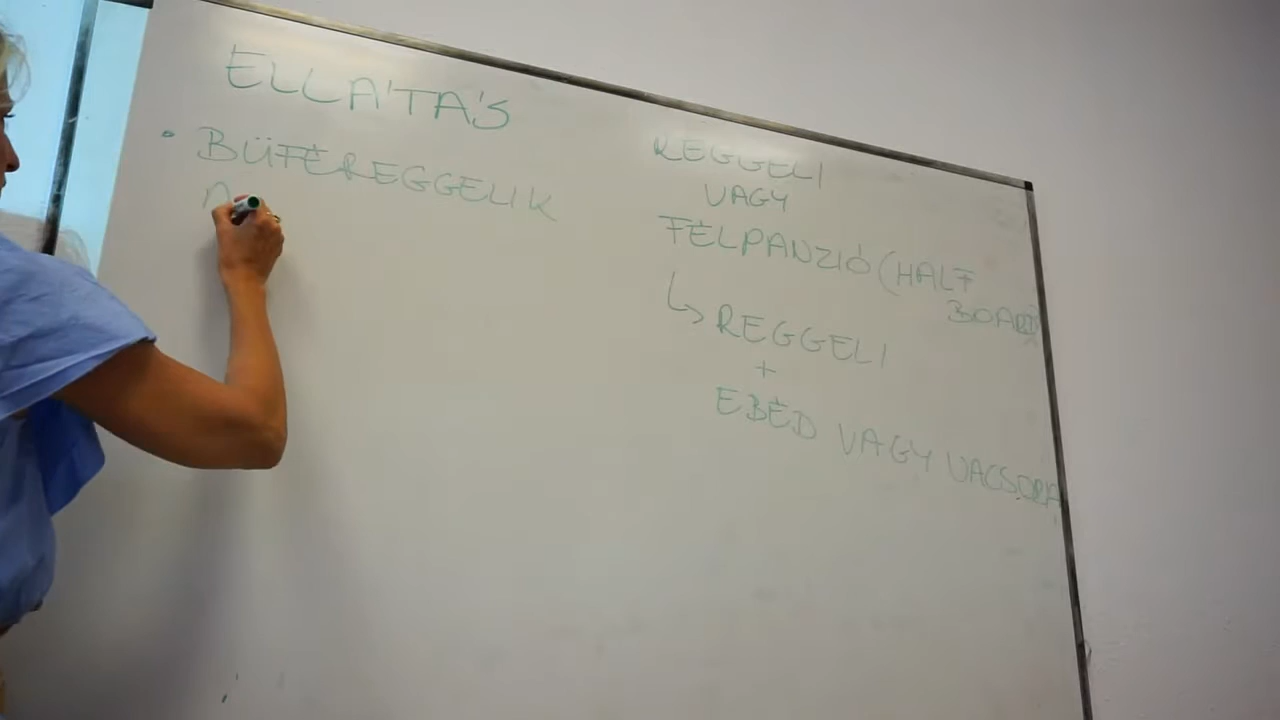 ELLÁTÁS
• BÜFÉREGGELIK
REGGELI
VAGY
FÉLPANZIÓ (HALF
BOARD
↳ REGGELI
+
EBÉD VAGY VACSORA